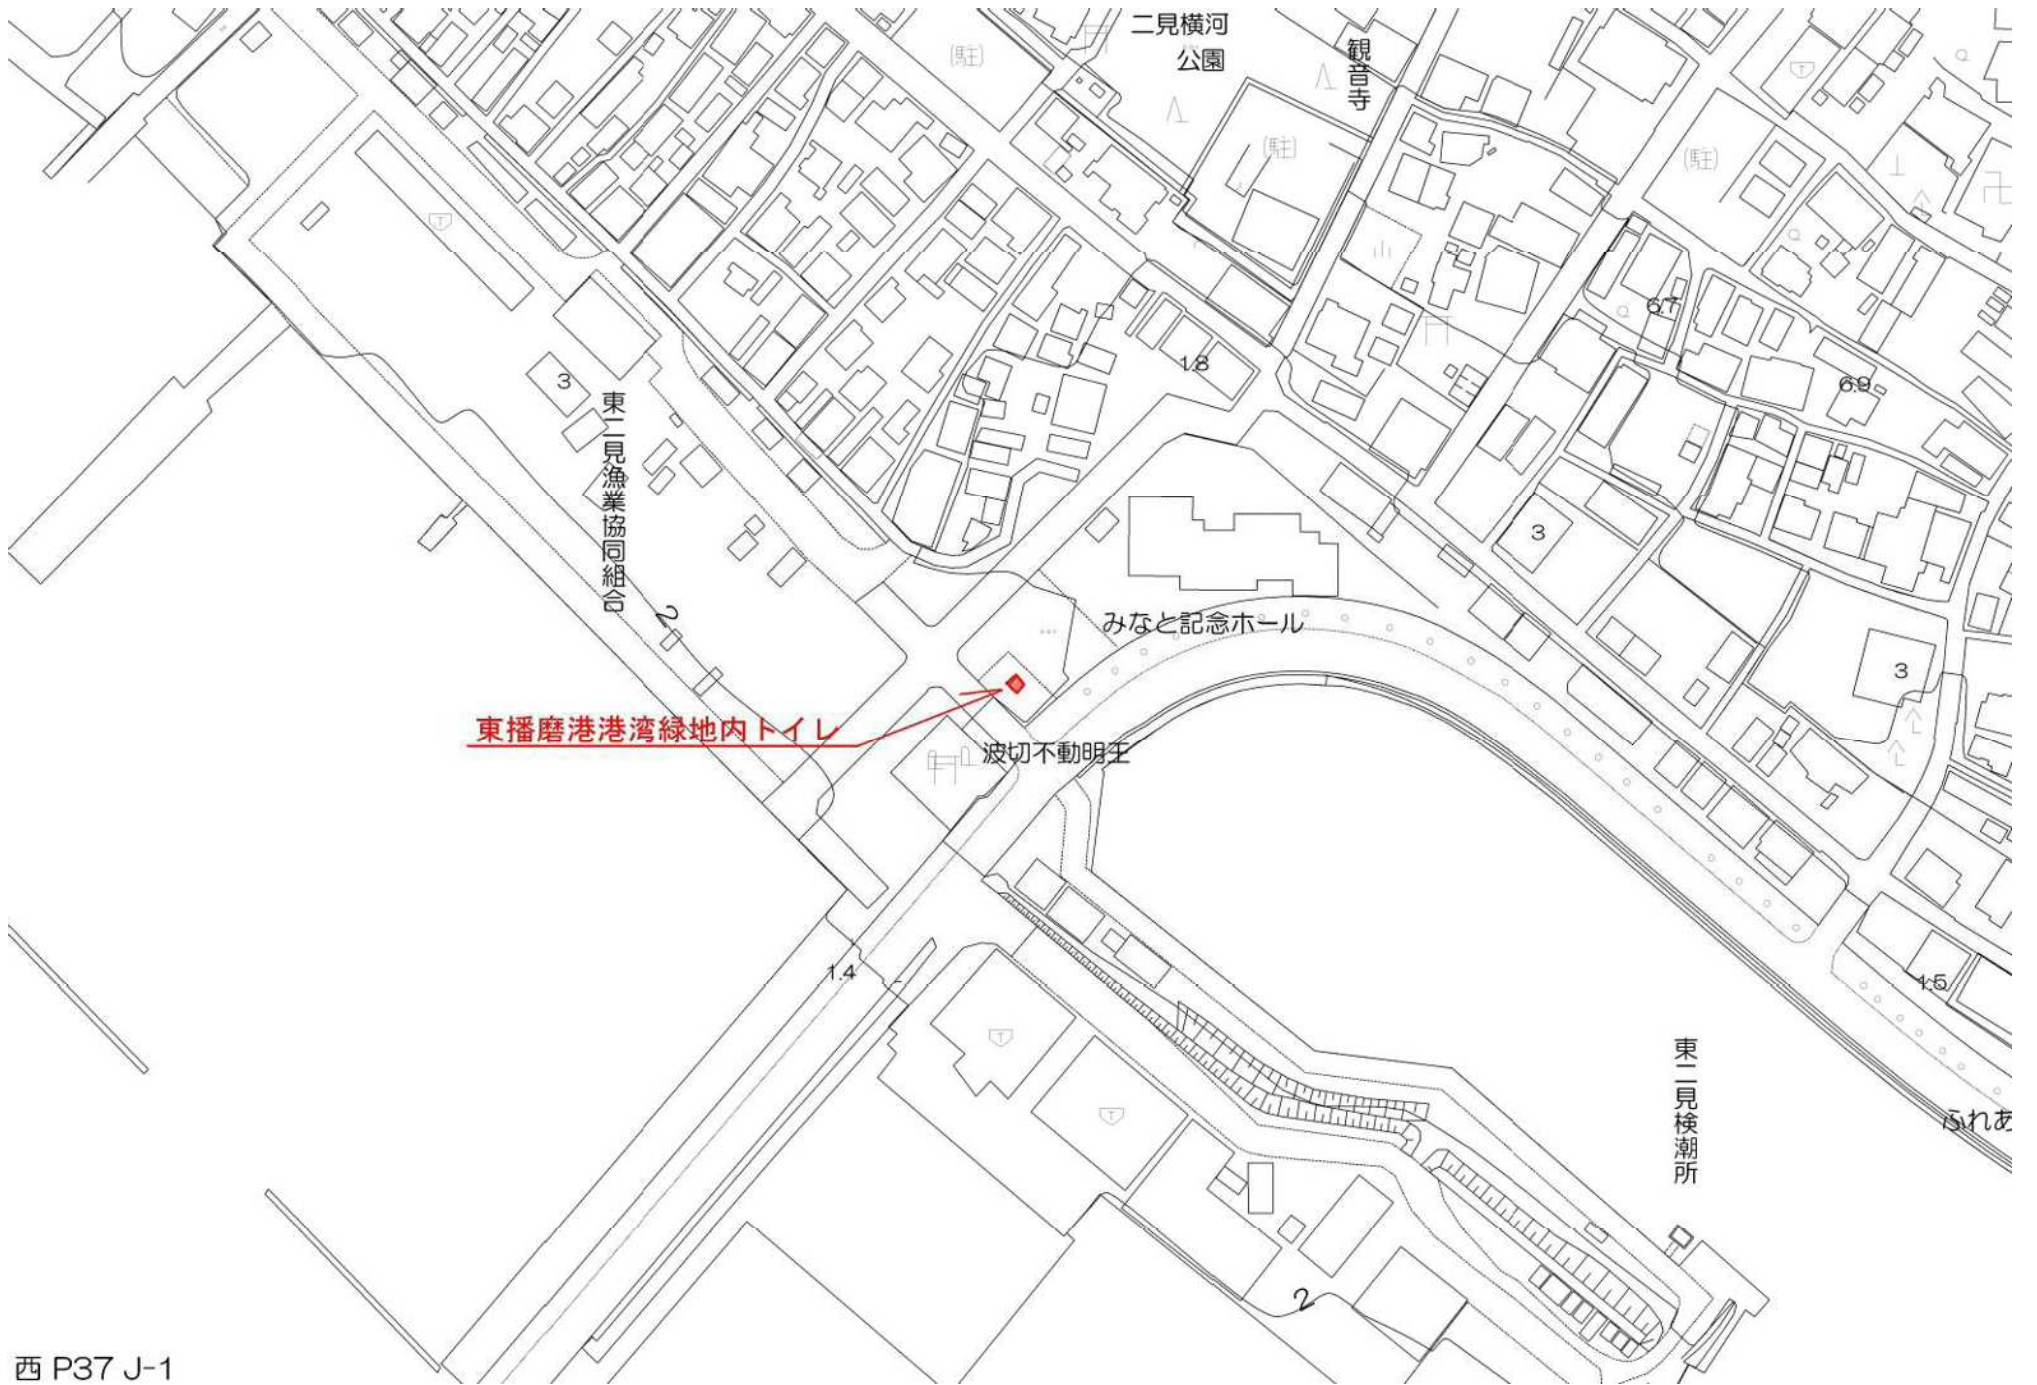 二見横河
公園
観音寺
(駐)
(駐)
(駐)
6.7
1.8
6.9
3
東二見漁業協同組合
3
2
みなと記念ホール
3
東播磨港港湾緑地内トイレ
波切不動明王
1.4
1.5
東二見検潮所
ふれあ
2
西 P37 J-1